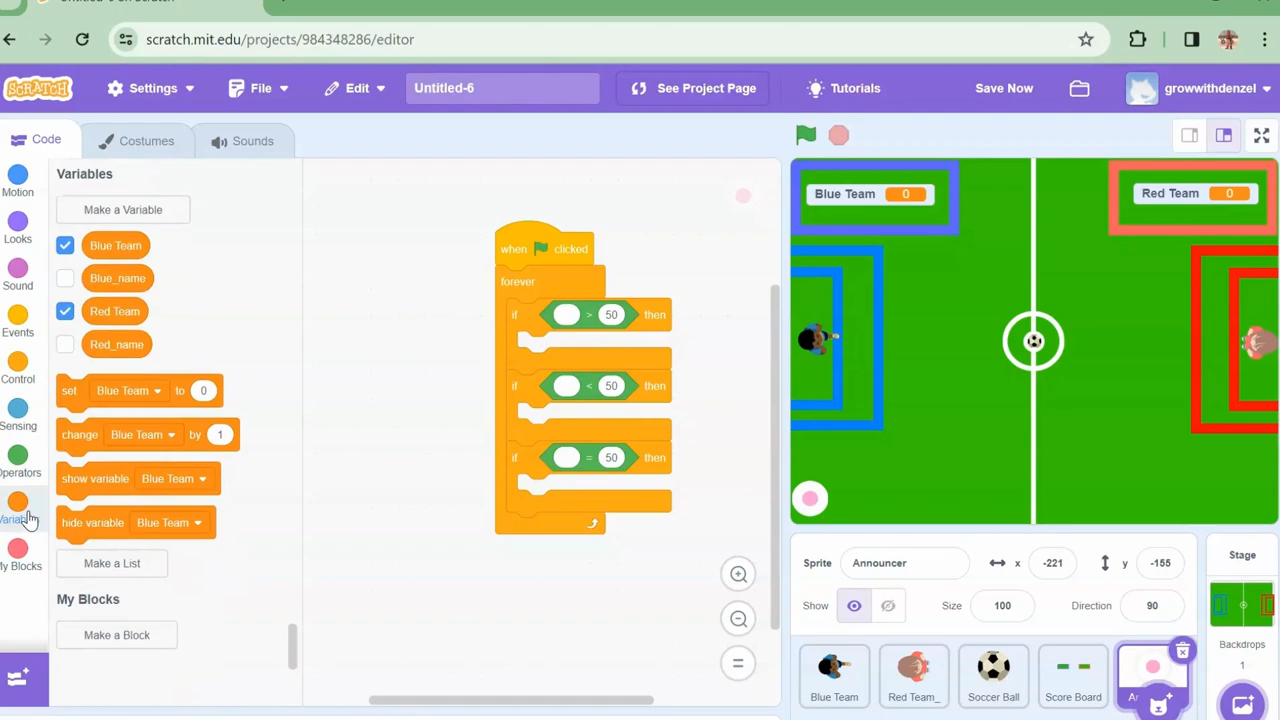 scratch.mit.edu/projects/984348286/editor
SCRATCH
Settings
File
Edit
Untitled-6
See Project Page
Tutorials
Save Now
growwithdenzel
Code
Costumes
Sounds
Motion
Looks
Sound
Events
Control
Sensing
Operators
My Blocks
Variables
Make a Variable
Blue Team
Blue_name
Red Team
Red_name
set Blue Team to 0
change Blue Team by 1
show variable Blue Team
hide variable Blue Team
Make a List
My Blocks
Make a Block
when clicked
forever
if > 50 then
if < 50 then
if = 50 then
Blue Team 0
Red Team 0
Sprite Announcer x -221 y -155
Show Size 100 Direction 90
Blue Team
Red Team_
Soccer Ball
Score Board
Stage
Backdrops
1